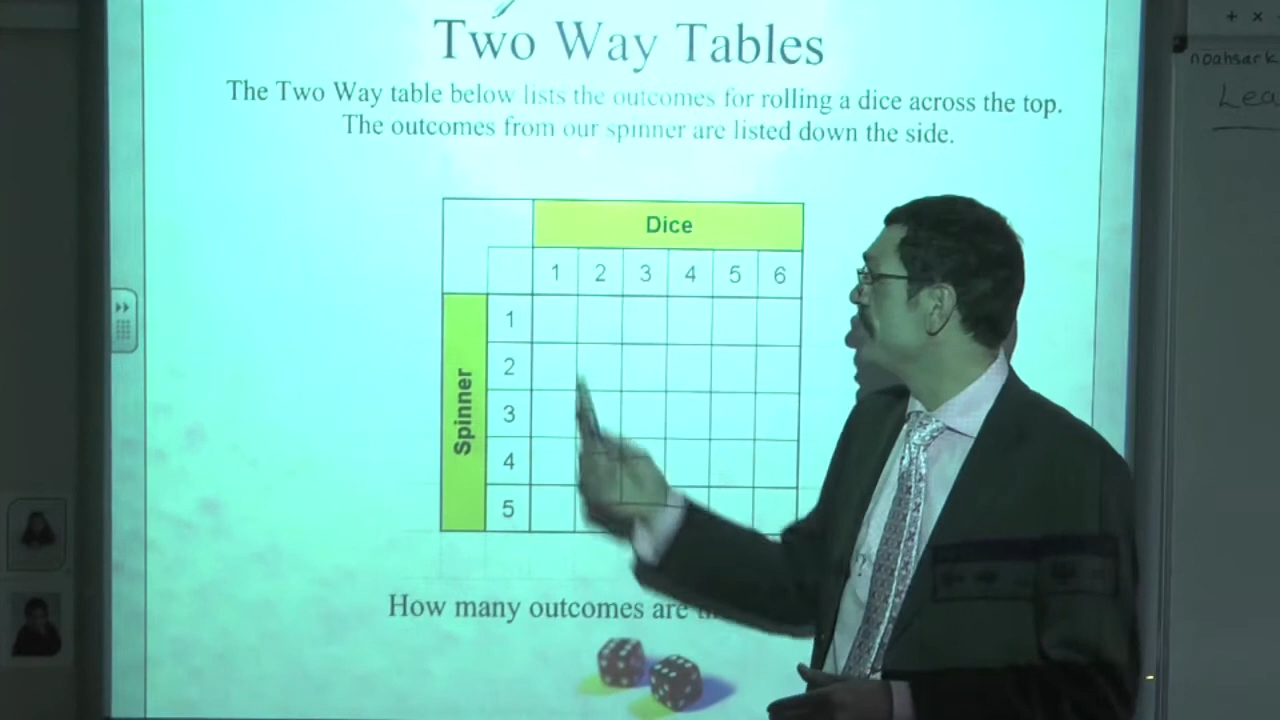 Two Way Tables
The Two Way table below lists the outcomes for rolling a dice across the top.
The outcomes from our spinner are listed down the side.
Dice
1 2 3 4 5 6
Spinner
1
2
3
4
5
How many outcomes are
+ x
noahsark
Lea